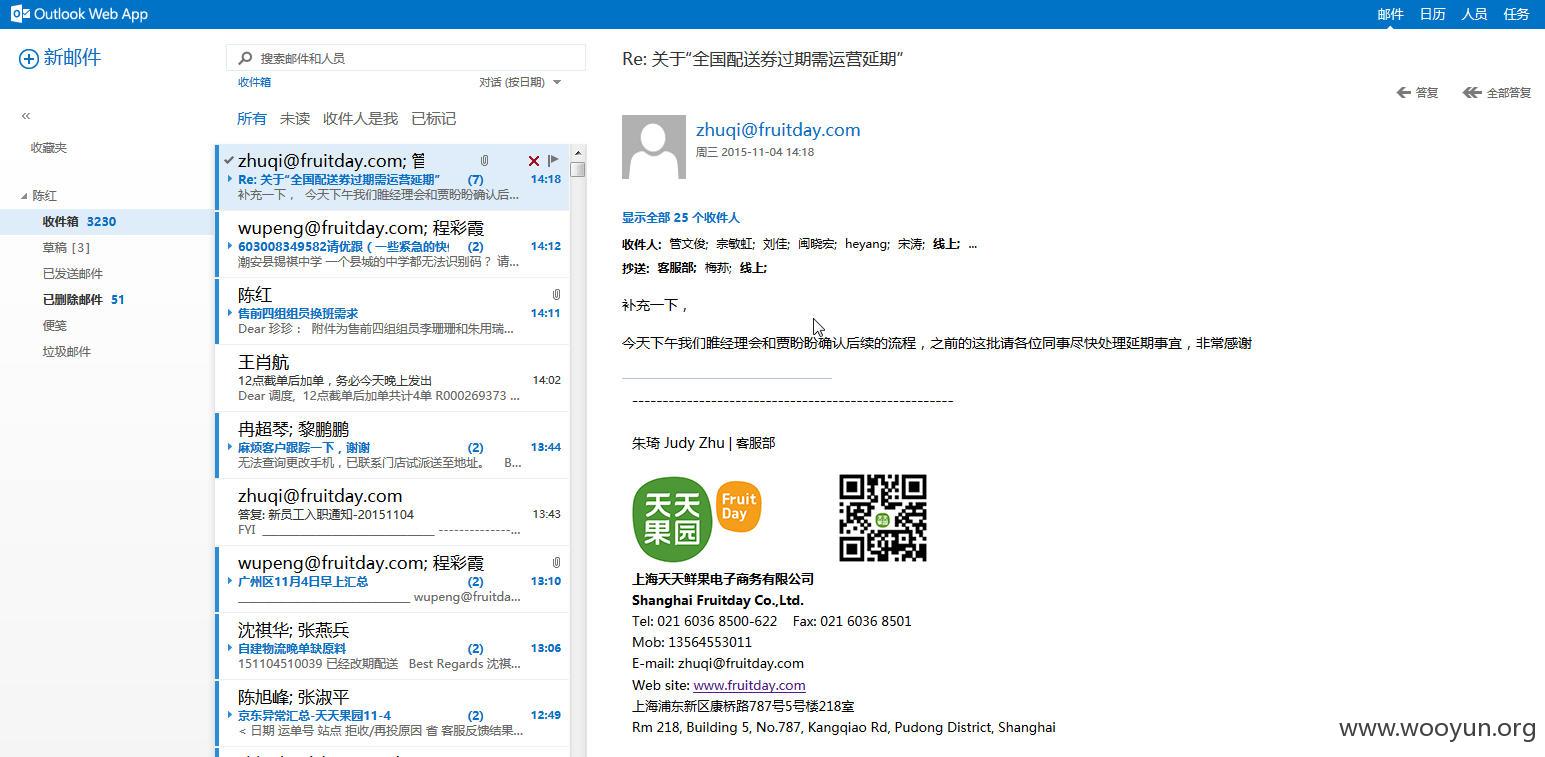 Outlook Web App
邮件 日历 人员 任务
新邮件
«
收藏夹
陈红
收件箱 3230
草稿 [3]
已发送邮件
已删除邮件 51
便笺
垃圾邮件
搜索邮件和人员
收件箱 对话 (按日期)
所有 未读 收件人是我 已标记
zhuqi@fruitday.com; 管
Re: 关于“全国配送券过期需运营延期” (7) 14:18
补充一下， 今天下午我们睢经理会和贾盼盼确认后...
wupeng@fruitday.com; 程彩霞
603008349582请优跟（一些紧急的快 (2) 14:12
潮安县锡祺中学 一个县城的中学都无法识别码？ 请...
陈红
售前四组组员换班需求 14:11
Dear 珍珍： 附件为售前四组组员李珊珊和朱用瑞...
王肖航
12点截单后加单，务必今天晚上发出 14:02
Dear 调度, 12点截单后加单共计4单 R000269373 ...
冉超琴; 黎鹏鹏
麻烦客户跟踪一下，谢谢 (2) 13:44
无法查询更改手机，已联系门店试派送至地址。 B...
zhuqi@fruitday.com
答复: 新员工入职通知-20151104 13:43
FYI ____________________________ --------------...
wupeng@fruitday.com; 程彩霞
广州区11月4日早上汇总 (2) 13:10
____________________________ wupeng@fruitda...
沈祺华; 张燕兵
自建物流晚单缺原料 (2) 13:06
151104510039 已经改期配送 Best Regards 沈祺...
陈旭峰; 张淑平
京东异常汇总-天天果园11-4 (2) 12:49
< 日期 运单号 站点 拒收/再投原因 省 客服反馈结果...
Re: 关于“全国配送券过期需运营延期”
答复 全部答复
zhuqi@fruitday.com
周三 2015-11-04 14:18
显示全部 25 个收件人
收件人: 管文俊; 宗敏虹; 刘佳; 闽晓宏; heyang; 宋涛; 线上; ...
抄送: 客服部; 梅菥; 线上;
补充一下，
今天下午我们睢经理会和贾盼盼确认后续的流程，之前的这批请各位同事尽快处理延期事宜，非常感谢
-----------------------------------------------------
朱琦 Judy Zhu | 客服部
天天果园
Fruit Day
上海天天鲜果电子商务有限公司
Shanghai Fruitday Co.,Ltd.
Tel: 021 6036 8500-622 Fax: 021 6036 8501
Mob: 13564553011
E-mail: zhuqi@fruitday.com
Web site: www.fruitday.com
上海浦东新区康桥路787号5号楼218室
Rm 218, Building 5, No.787, Kangqiao Rd, Pudong District, Shanghai
www.wooyun.org